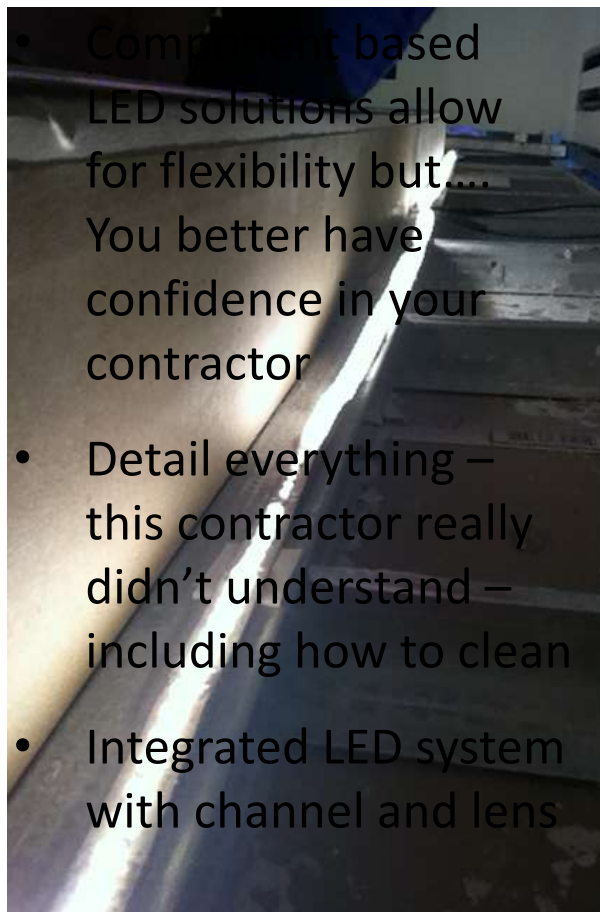 • Component based
LED solutions allow
for flexibility but….
You better have
confidence in your
contractor
• Detail everything –
this contractor really
didn’t understand –
including how to clean
• Integrated LED system
with channel and lens